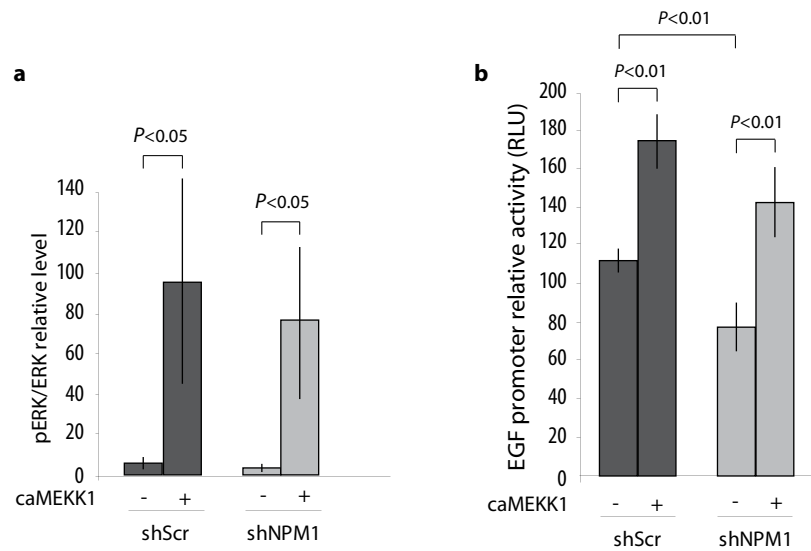 a
P<0.05
P<0.05
pERK/ERK relative level
140
120
100
80
60
40
20
0
caMEKK1 - + - +
shScr shNPM1
b
P<0.01
P<0.01
P<0.01
EGF promoter relative activity (RLU)
200
180
160
140
120
100
80
60
40
20
0
caMEKK1 - + - +
shScr shNPM1